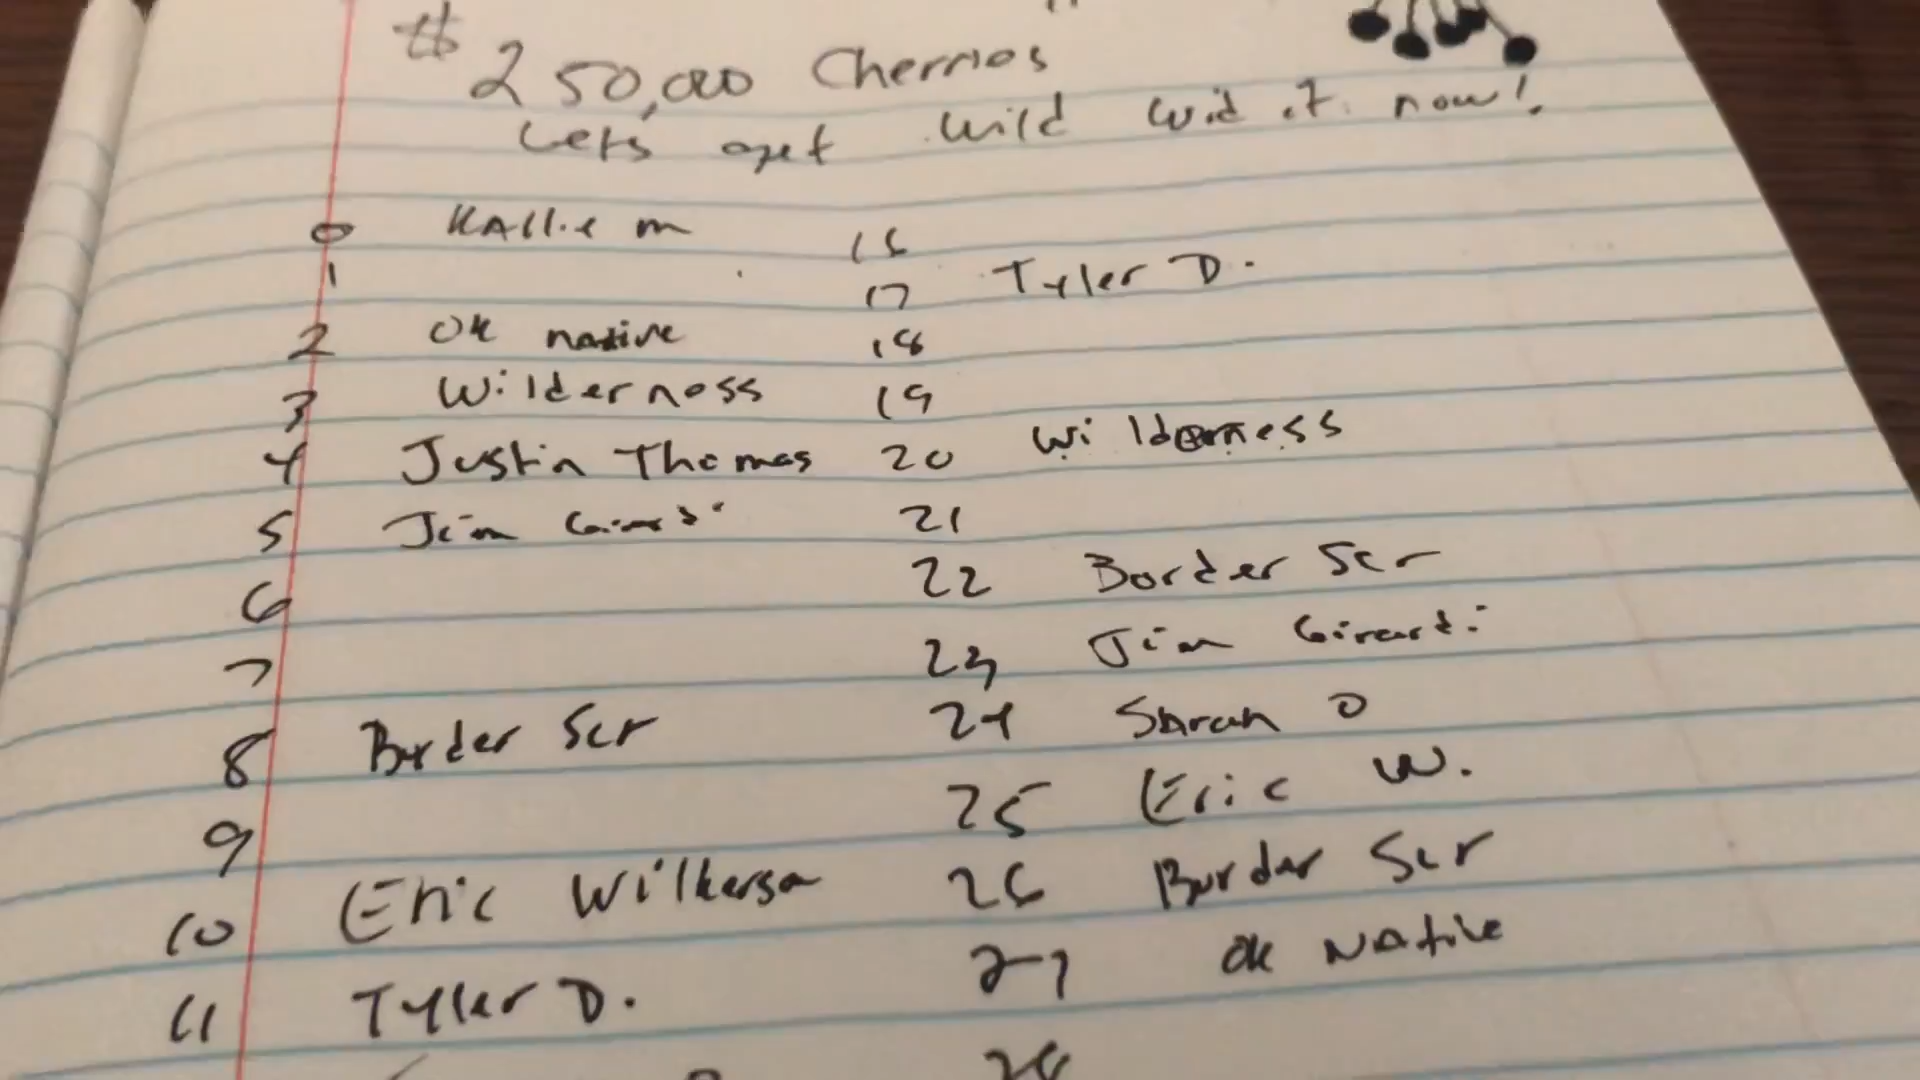 $250,000 Cherrios
Lets get wild wid it now!
0 KAllie m 16
1 17 Tyler D.
2 OK native 18
3 Wilderness 19
4 Justin Thomas 20 Wilderness
5 Jim Girardi 21
6 22 Border Scr
7 23 Jim Girardi
8 Border Scr 24 Sarah O
9 25 Eric W.
10 Eric Wilkerson 26 Border Scr
11 Tyler D. 27 OK NAtive
28